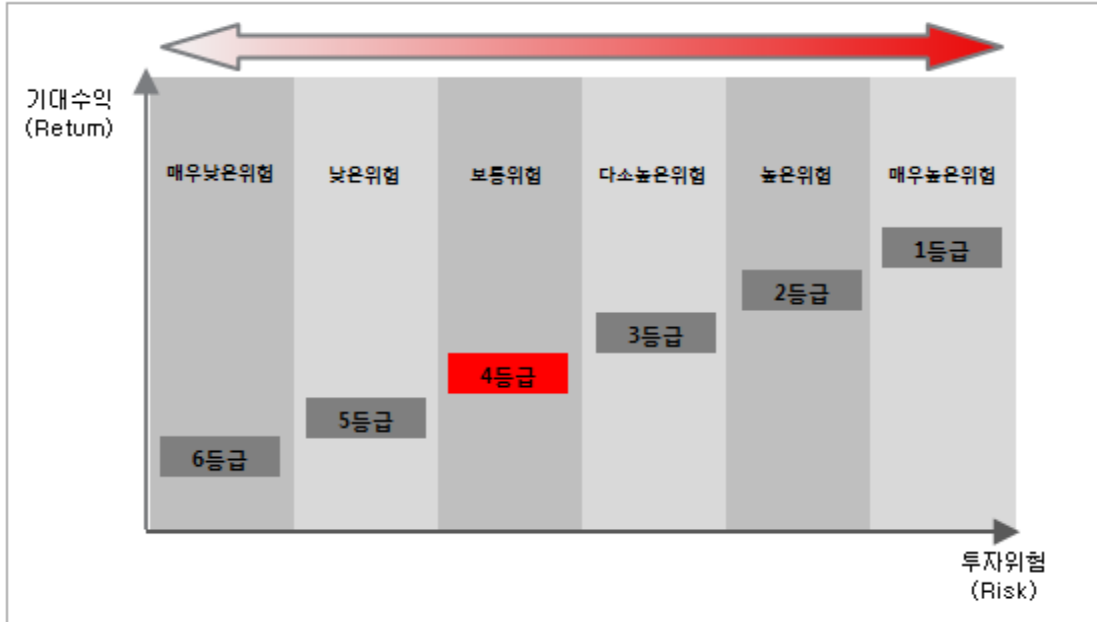 기대수익
(Return)
매우낮은위험
낮은위험
보통위험
다소높은위험
높은위험
매우높은위험
1등급
2등급
3등급
4등급
5등급
6등급
투자위험
(Risk)